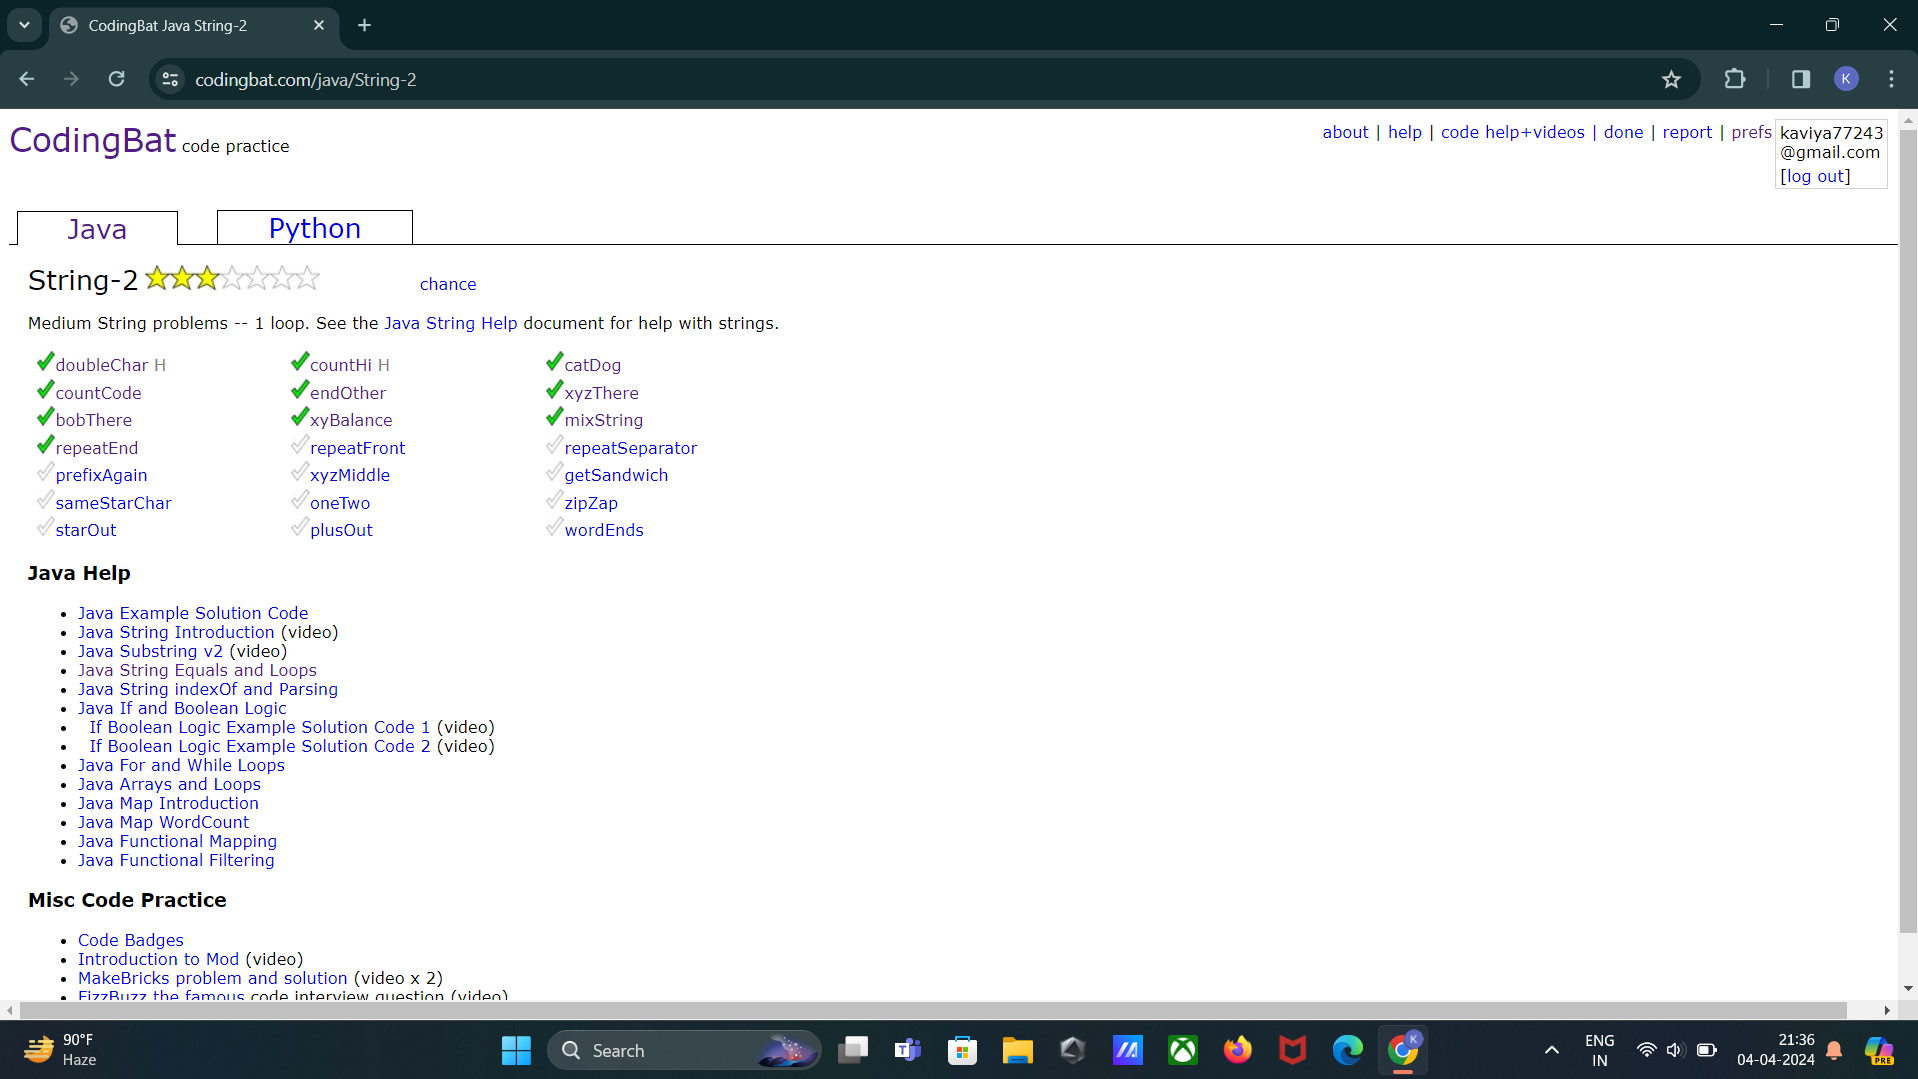 CodingBat Java String-2
codingbat.com/java/String-2
K
CodingBat code practice
about | help | code help+videos | done | report | prefs
kaviya77243
@gmail.com
[log out]
Java
Python
String-2
chance
Medium String problems -- 1 loop. See the Java String Help document for help with strings.
doubleChar H countHi H catDog
countCode endOther xyzThere
bobThere xyBalance mixString
repeatEnd repeatFront repeatSeparator
prefixAgain xyzMiddle getSandwich
sameStarChar oneTwo zipZap
starOut plusOut wordEnds
Java Help
Java Example Solution Code
Java String Introduction (video)
Java Substring v2 (video)
Java String Equals and Loops
Java String indexOf and Parsing
Java If and Boolean Logic
If Boolean Logic Example Solution Code 1 (video)
If Boolean Logic Example Solution Code 2 (video)
Java For and While Loops
Java Arrays and Loops
Java Map Introduction
Java Map WordCount
Java Functional Mapping
Java Functional Filtering
Misc Code Practice
Code Badges
Introduction to Mod (video)
MakeBricks problem and solution (video x 2)
FizzBuzz the famous code interview question (video)
90°F
Haze
Search
T
K
ENG
IN
21:36
04-04-2024
PRE